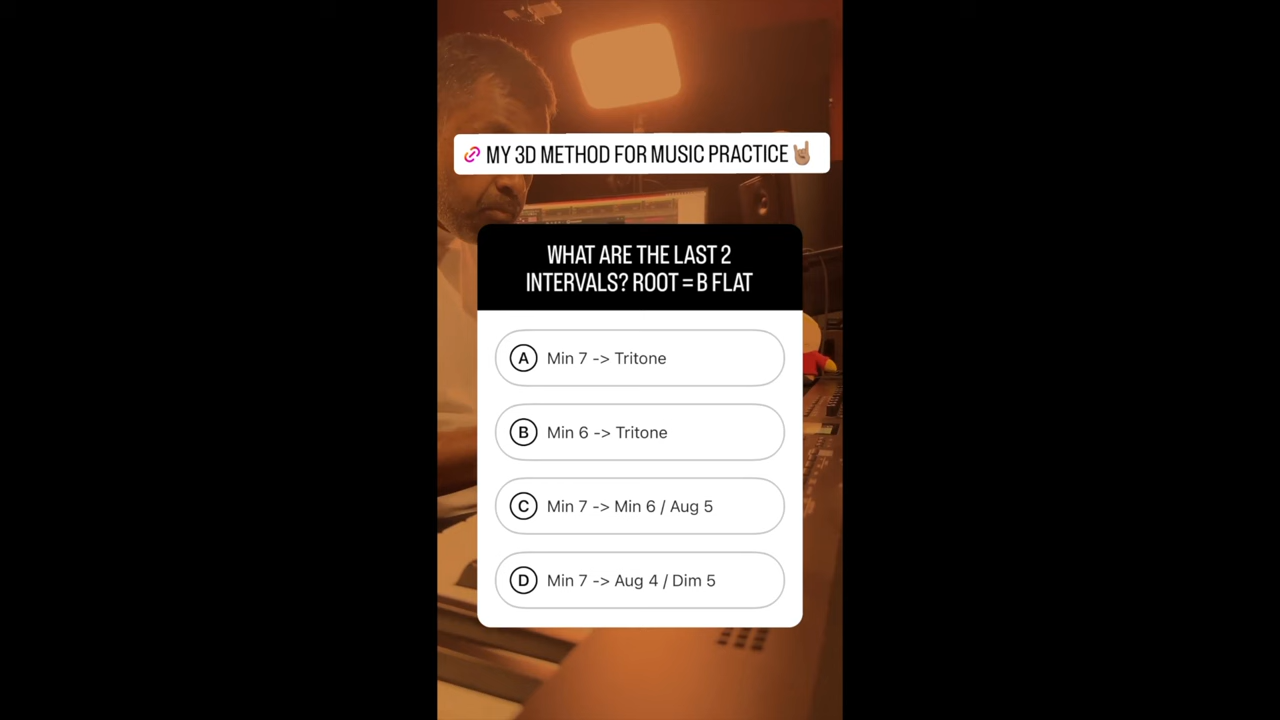 MY 3D METHOD FOR MUSIC PRACTICE🤘🏽
WHAT ARE THE LAST 2
INTERVALS? ROOT = B FLAT
A Min 7 -> Tritone
B Min 6 -> Tritone
C Min 7 -> Min 6 / Aug 5
D Min 7 -> Aug 4 / Dim 5